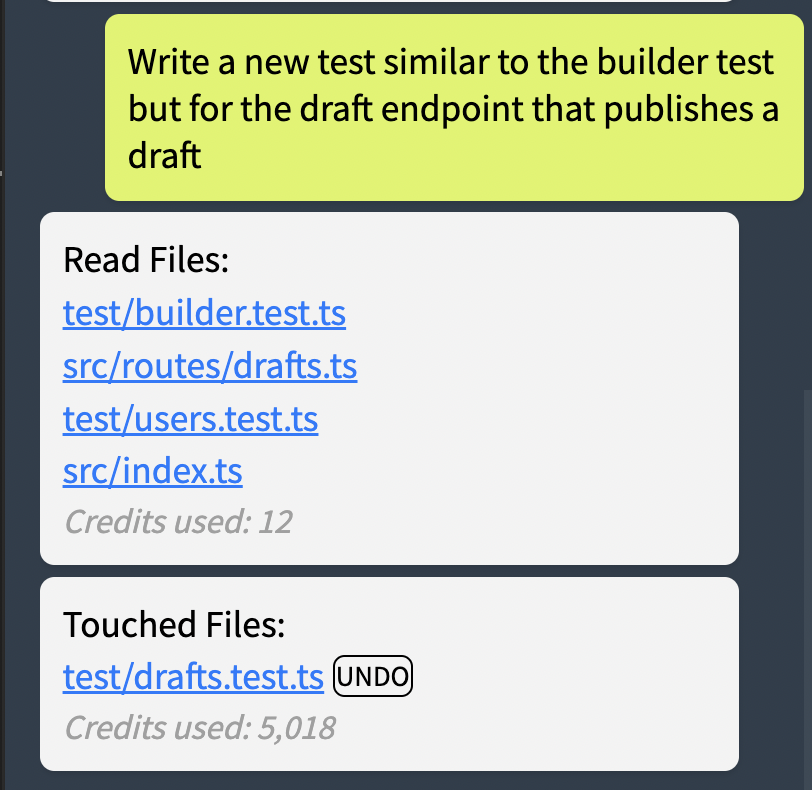 Write a new test similar to the builder test
but for the draft endpoint that publishes a
draft
Read Files:
test/builder.test.ts
src/routes/drafts.ts
test/users.test.ts
src/index.ts
Credits used: 12
Touched Files:
test/drafts.test.ts UNDO
Credits used: 5,018